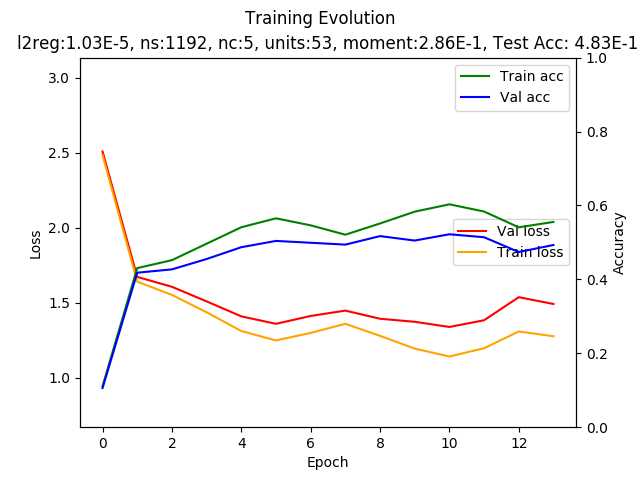 Training Evolution
l2reg:1.03E-5, ns:1192, nc:5, units:53, moment:2.86E-1, Test Acc: 4.83E-1
Train acc
Val acc
Val loss
Train loss
Loss
3.0
2.5
2.0
1.5
1.0
1.0
0.8
0.6
0.4
0.2
0.0
Accuracy
0 2 4 6 8 10 12
Epoch